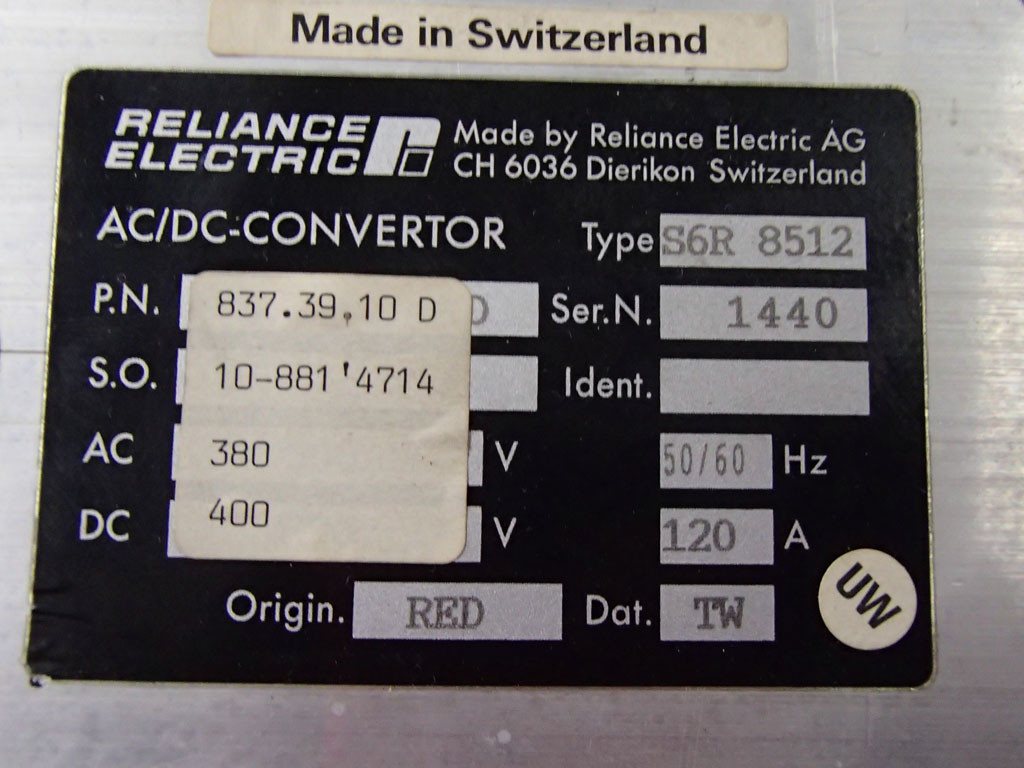 Made in Switzerland
RELIANCE ELECTRIC
Made by Reliance Electric AG
CH 6036 Dierikon Switzerland
AC/DC-CONVERTOR Type S6R 8512
P.N. 837.39.10 D D Ser.N. 1440
S.O. 10-881'4714 Ident.
AC 380 V 50/60 Hz
DC 400 V 120 A
Origin. RED Dat. TW
UW